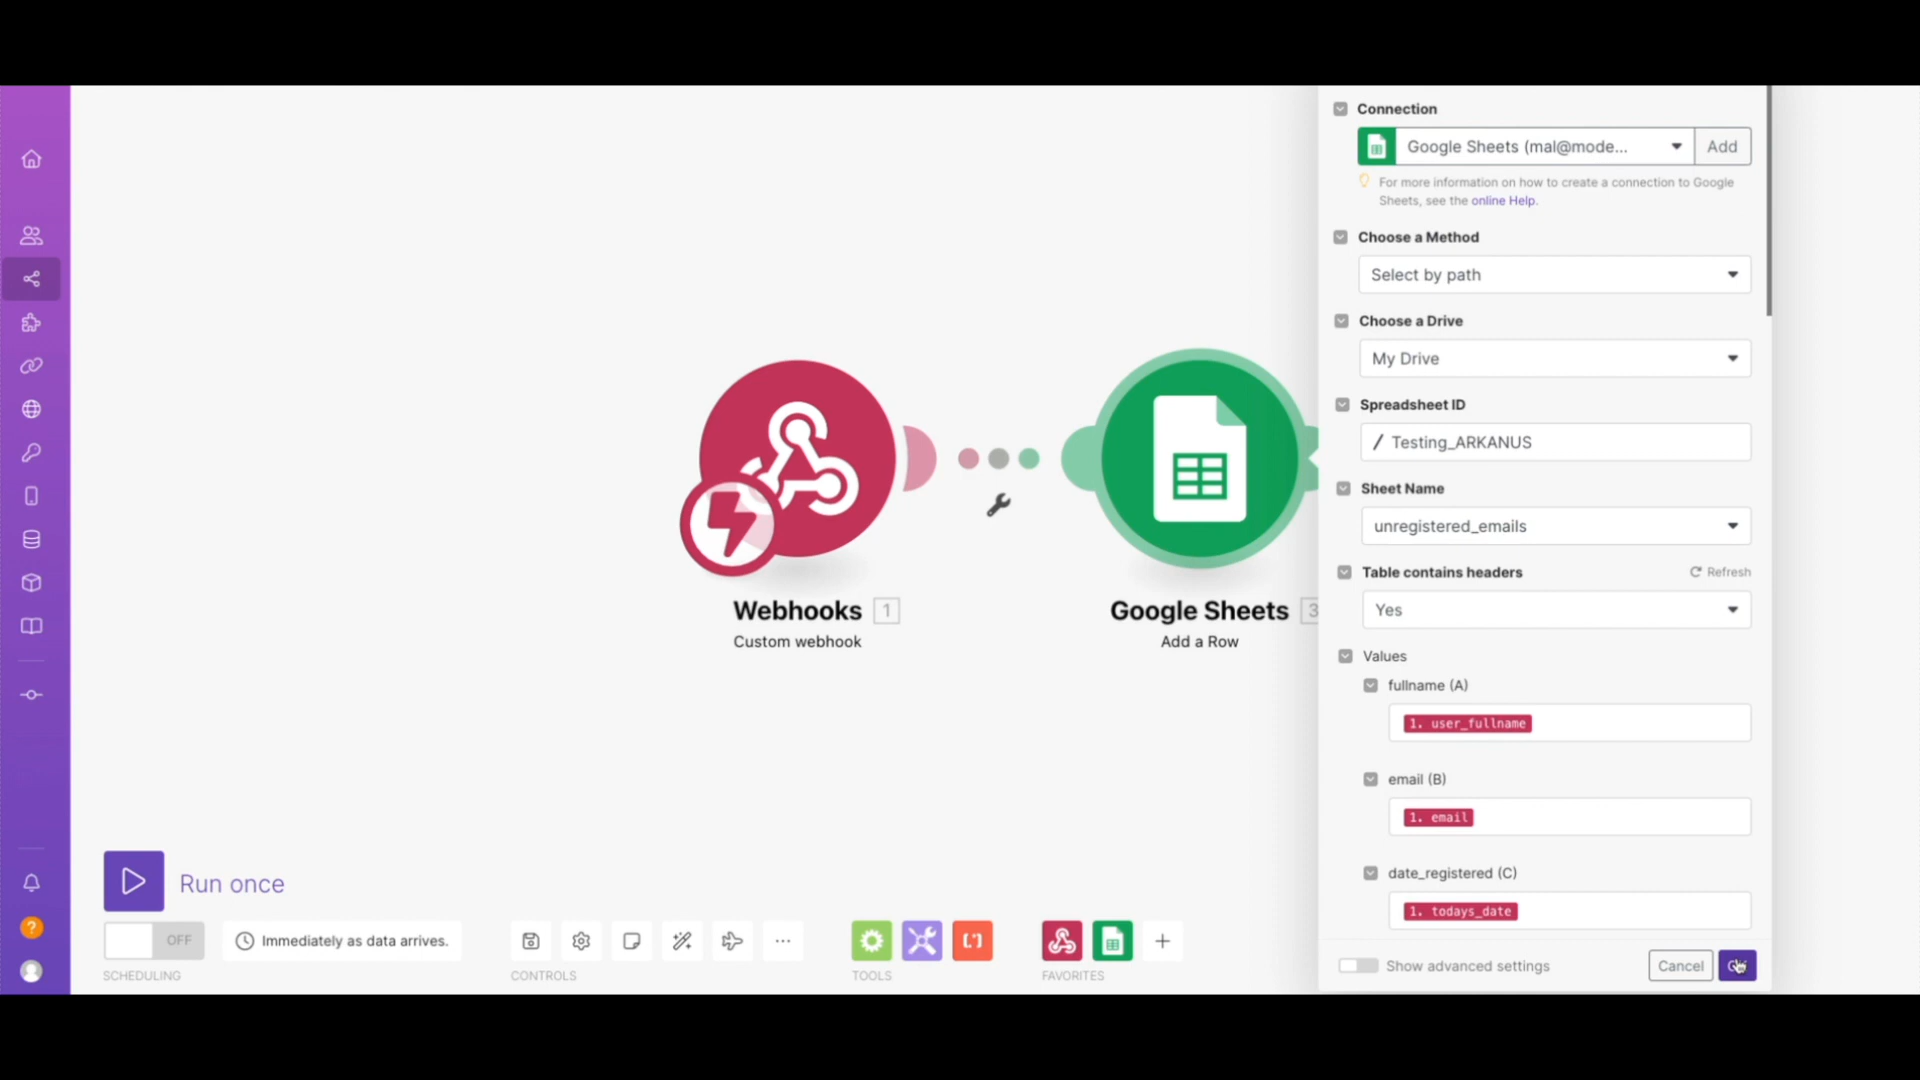 Connection
Google Sheets (mal@mode...
Add
For more information on how to create a connection to Google
Sheets, see the online Help.
Choose a Method
Select by path
Choose a Drive
My Drive
Spreadsheet ID
/ Testing_ARKANUS
Sheet Name
unregistered_emails
Table contains headers
Refresh
Yes
Values
fullname (A)
1. user_fullname
email (B)
1. email
date_registered (C)
1. todays_date
Show advanced settings
Cancel
Webhooks 1
Custom webhook
Google Sheets 3
Add a Row
Run once
OFF
Immediately as data arrives.
SCHEDULING
CONTROLS
TOOLS
FAVORITES